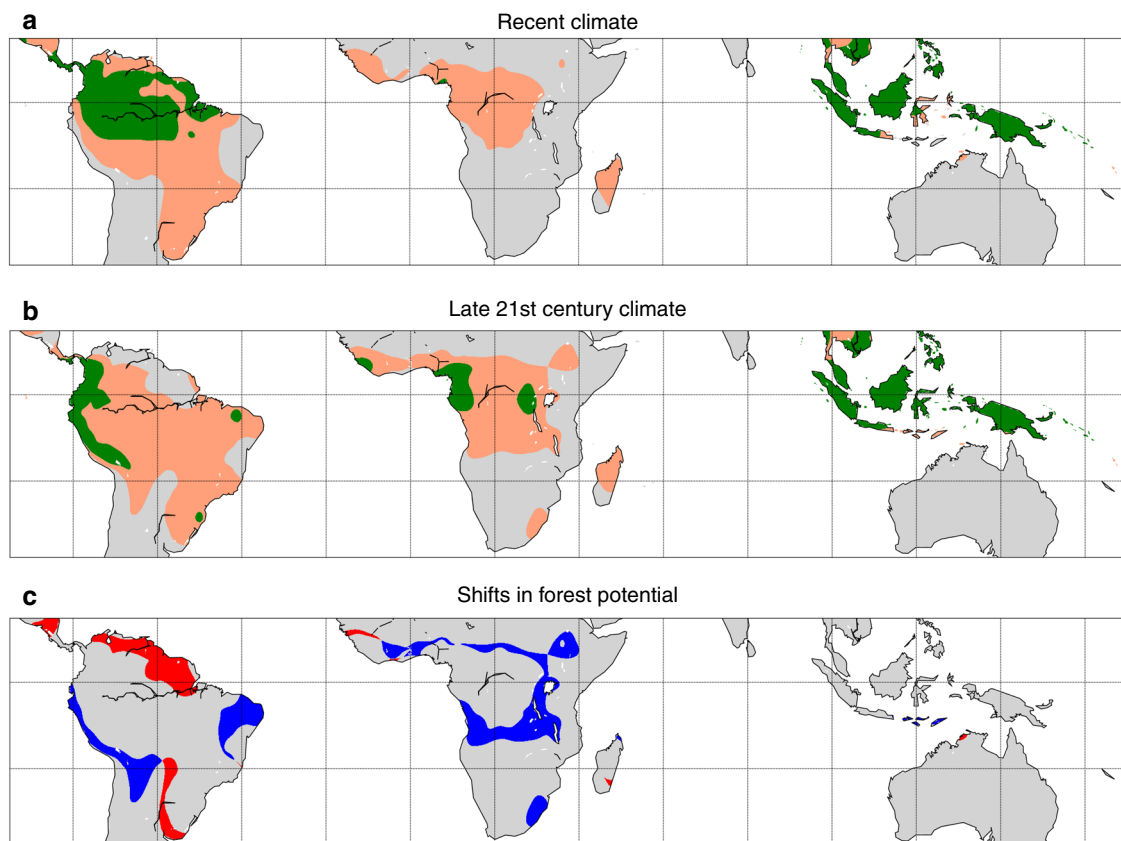 a
Recent climate
b
Late 21st century climate
c
Shifts in forest potential